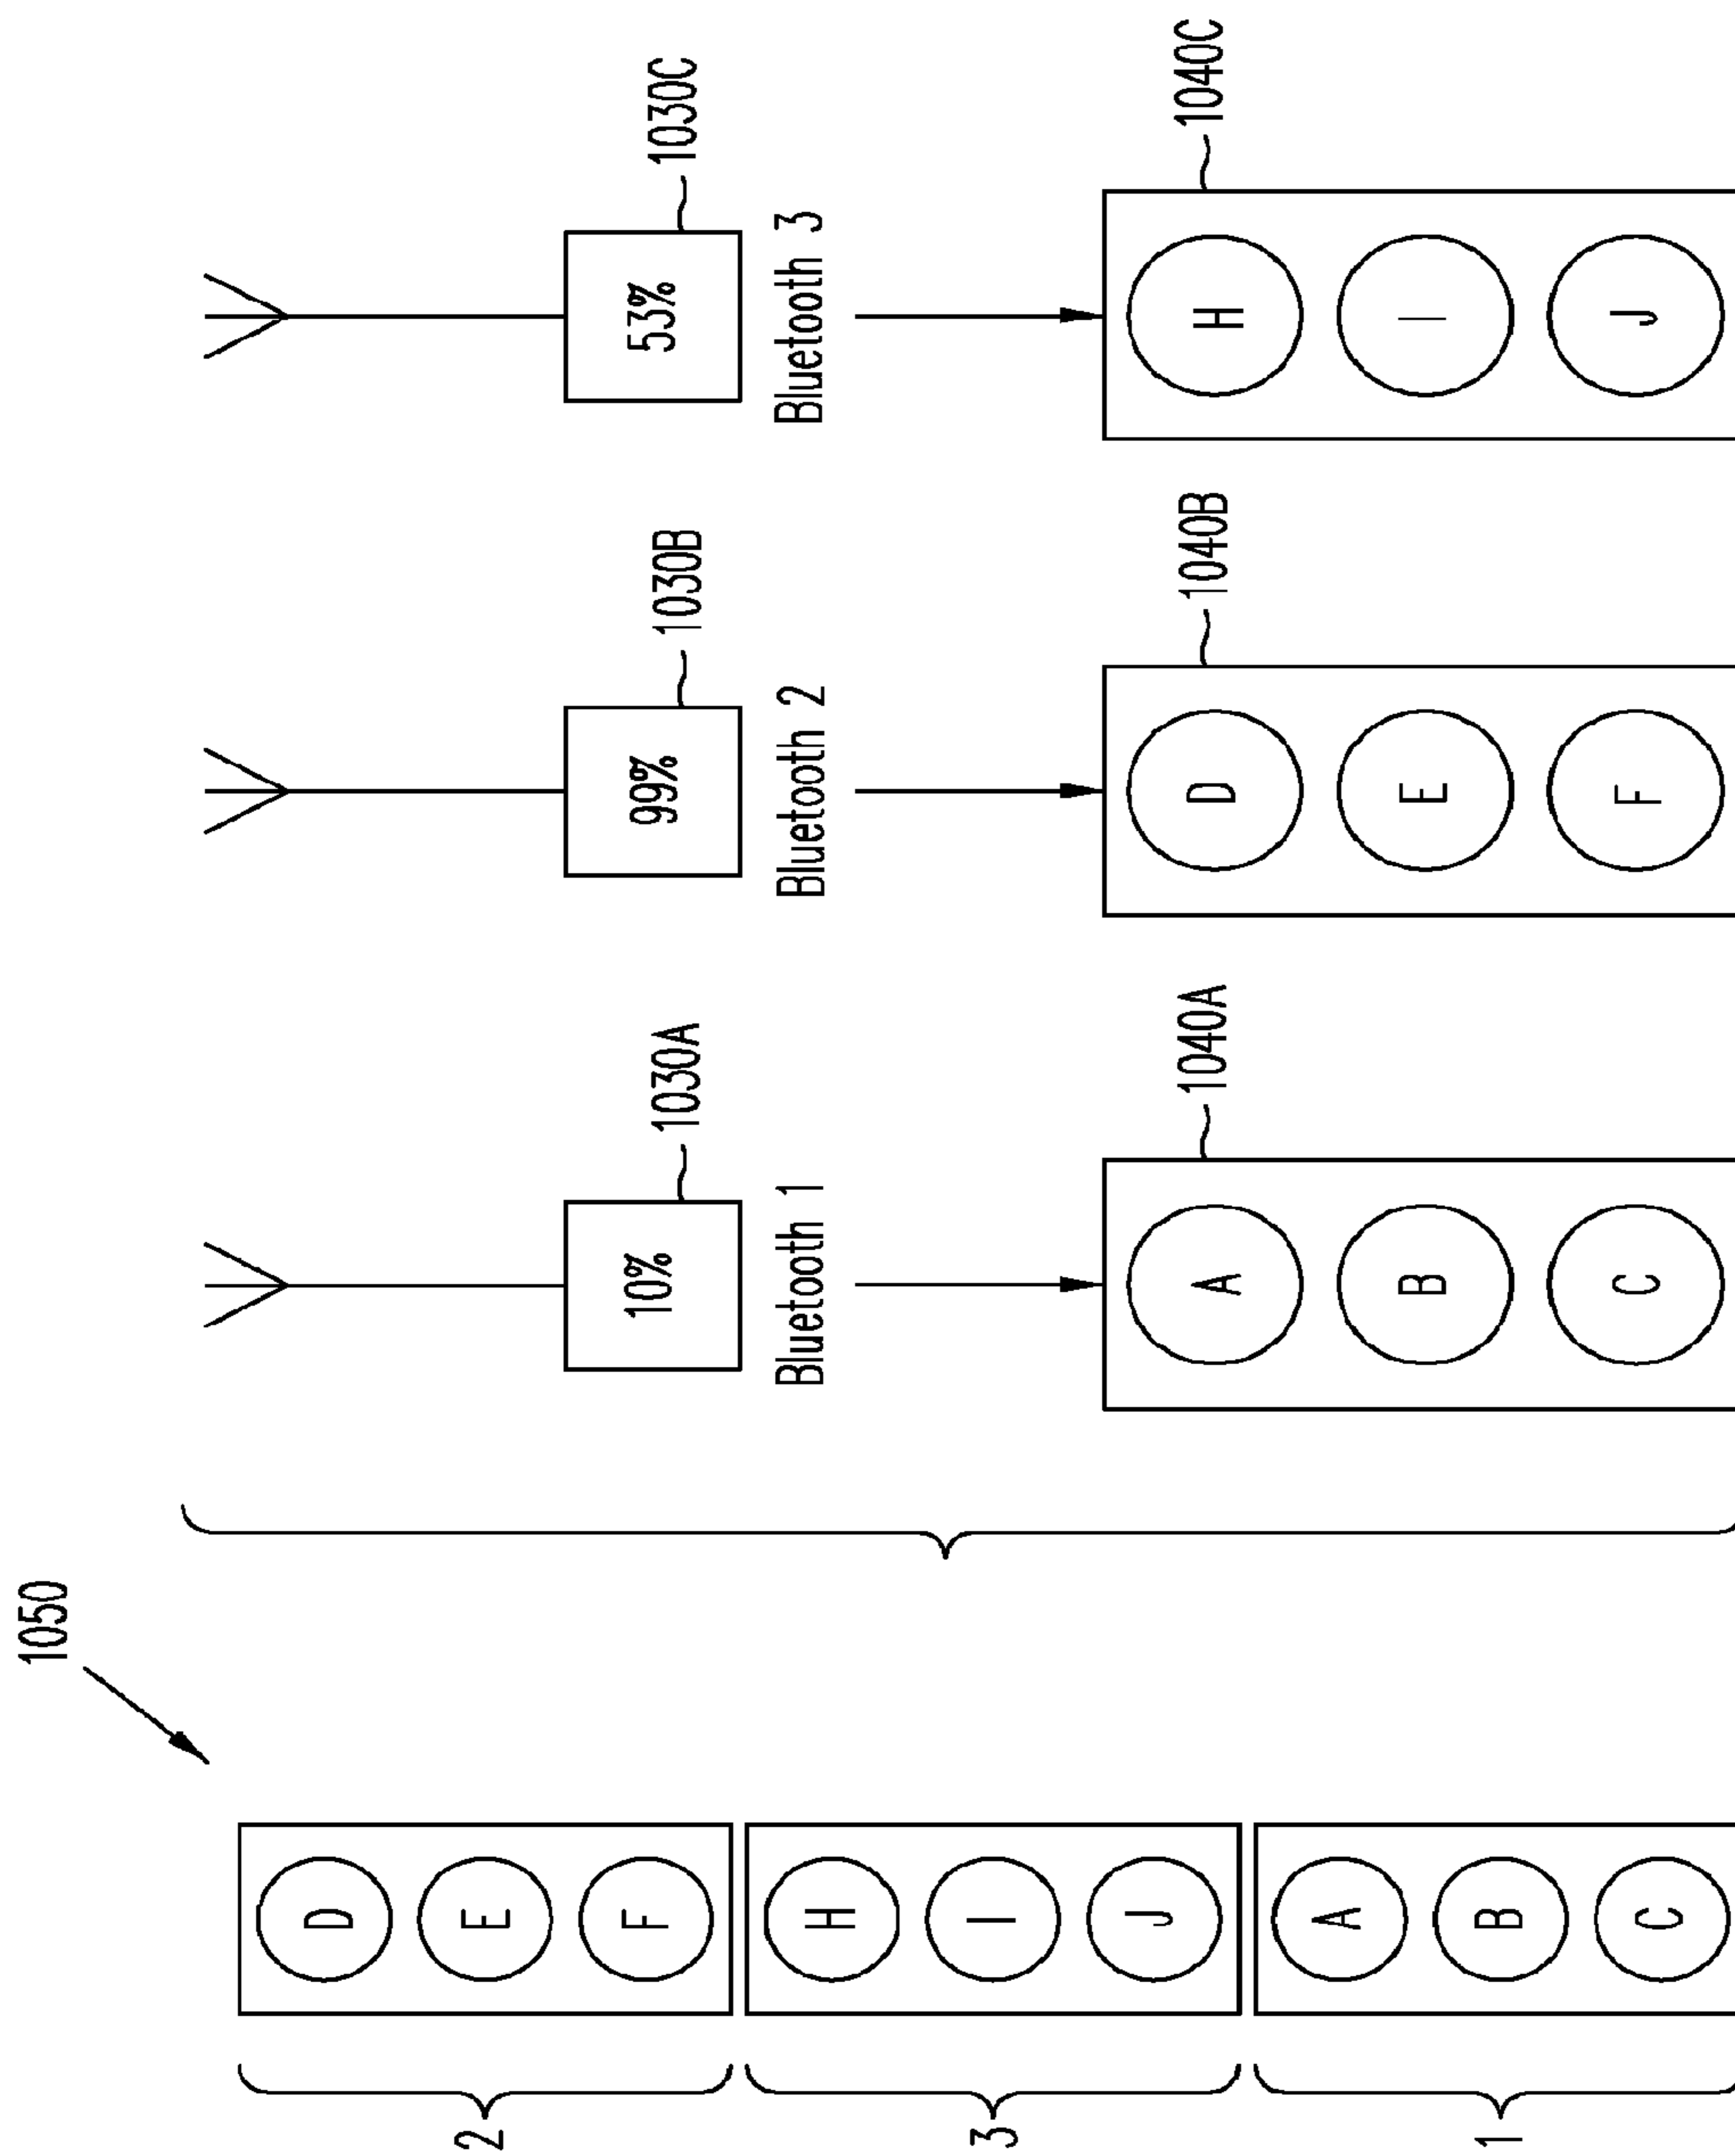 1050
D
2
E
F
H
3
I
J
A
1
B
C
10%
1030A
Bluetooth 1
1040A
A
B
C
99%
1030B
Bluetooth 2
1040B
D
E
F
53%
1030C
Bluetooth 3
1040C
H
I
J